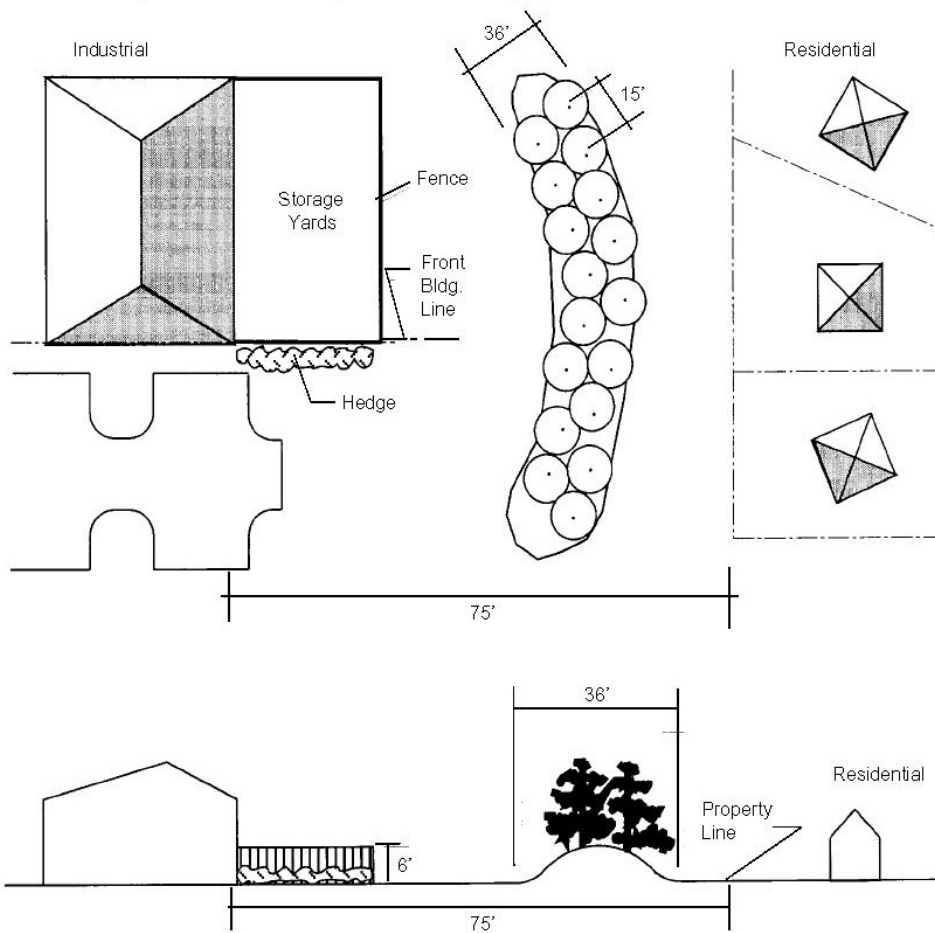 36'
Industrial
Residential
15'
Fence
Storage
Yards
Front
Bldg.
Line
Hedge
75'
36'
Residential
Property
Line
6'
75'